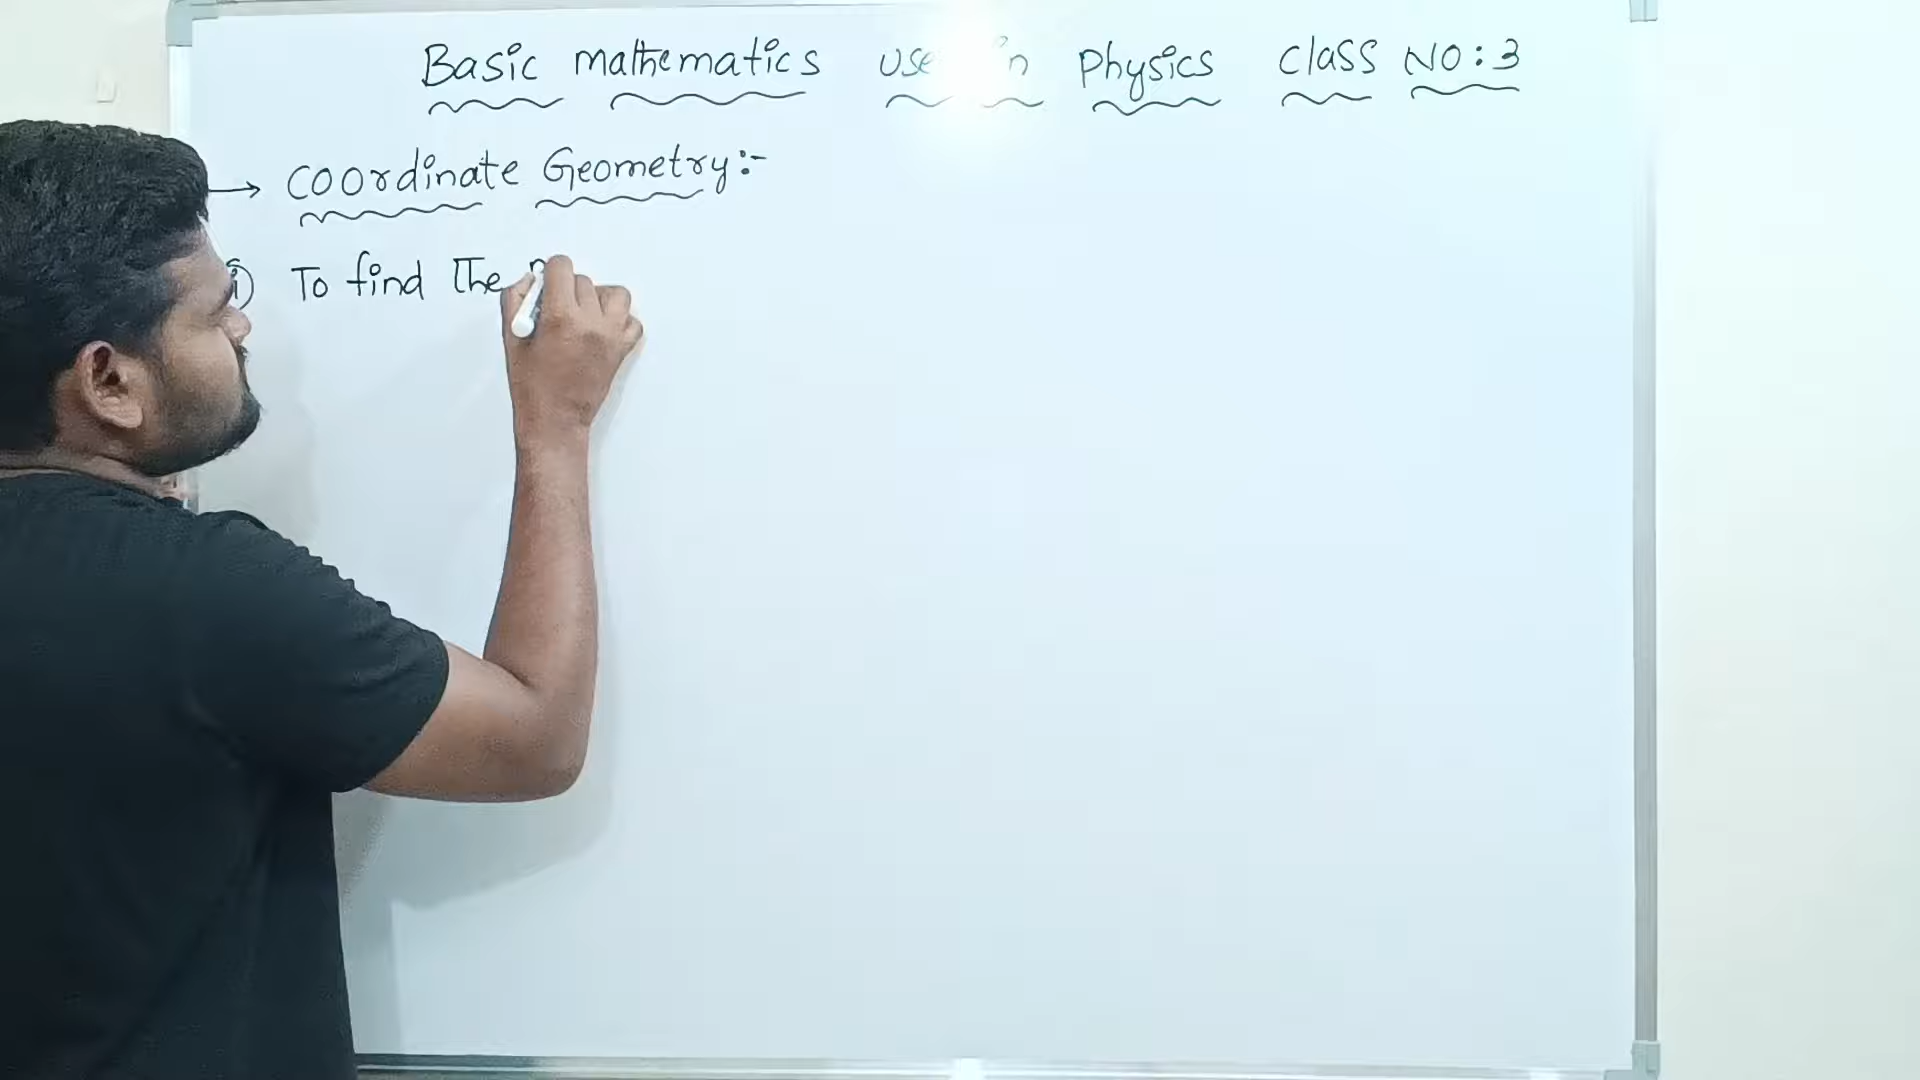 Basic mathematics use in Physics class NO:3
→ Coordinate Geometry:-
i) To find the